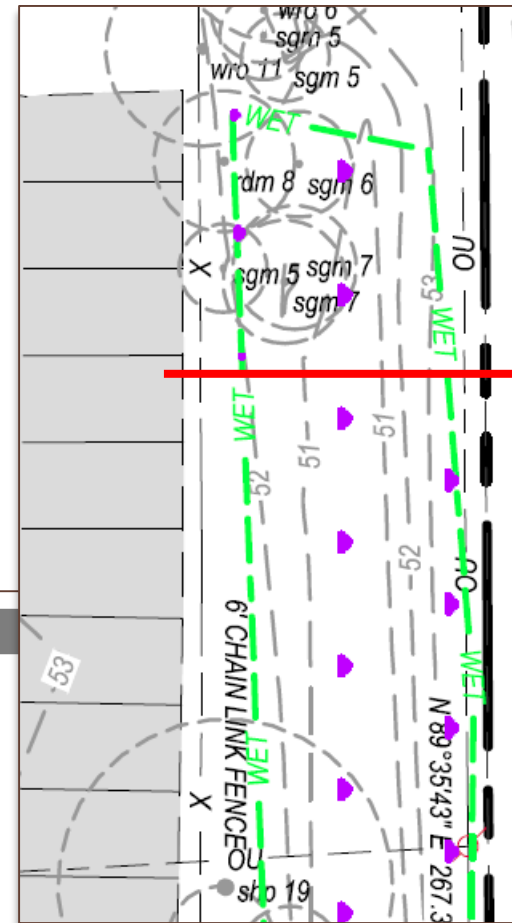 wro 6
sgm 5
wro 11
sgm 5
WET
rdm 8
sgm 6
OU
X
sgm 5
sgm 7
sgm 7
53
WET
WET
51
51
52
52
OU
6' CHAIN LINK FENCE
WET
53
N 89°35'43" E 267.3
WET
X
OU
sbo 19